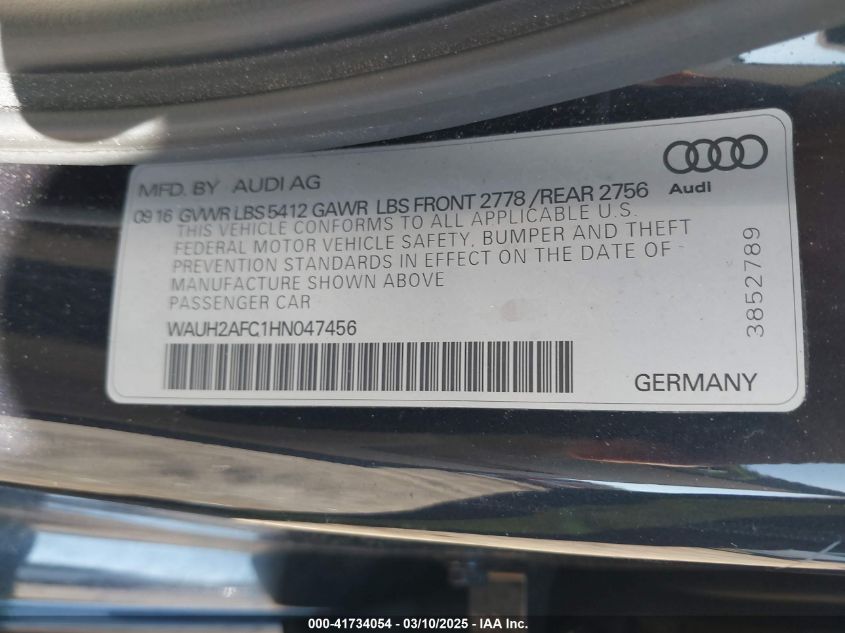 MFD. BY AUDI AG
Audi
09 16 GVWR LBS 5412 GAWR LBS FRONT 2778 /REAR 2756
THIS VEHICLE CONFORMS TO ALL APPLICABLE U.S.
FEDERAL MOTOR VEHICLE SAFETY, BUMPER AND THEFT
PREVENTION STANDARDS IN EFFECT ON THE DATE OF
MANUFACTURE SHOWN ABOVE
PASSENGER CAR
WAUH2AFC1HN047456
3852789
GERMANY
000-41734054 — 03/10/2025 — IAA Inc.